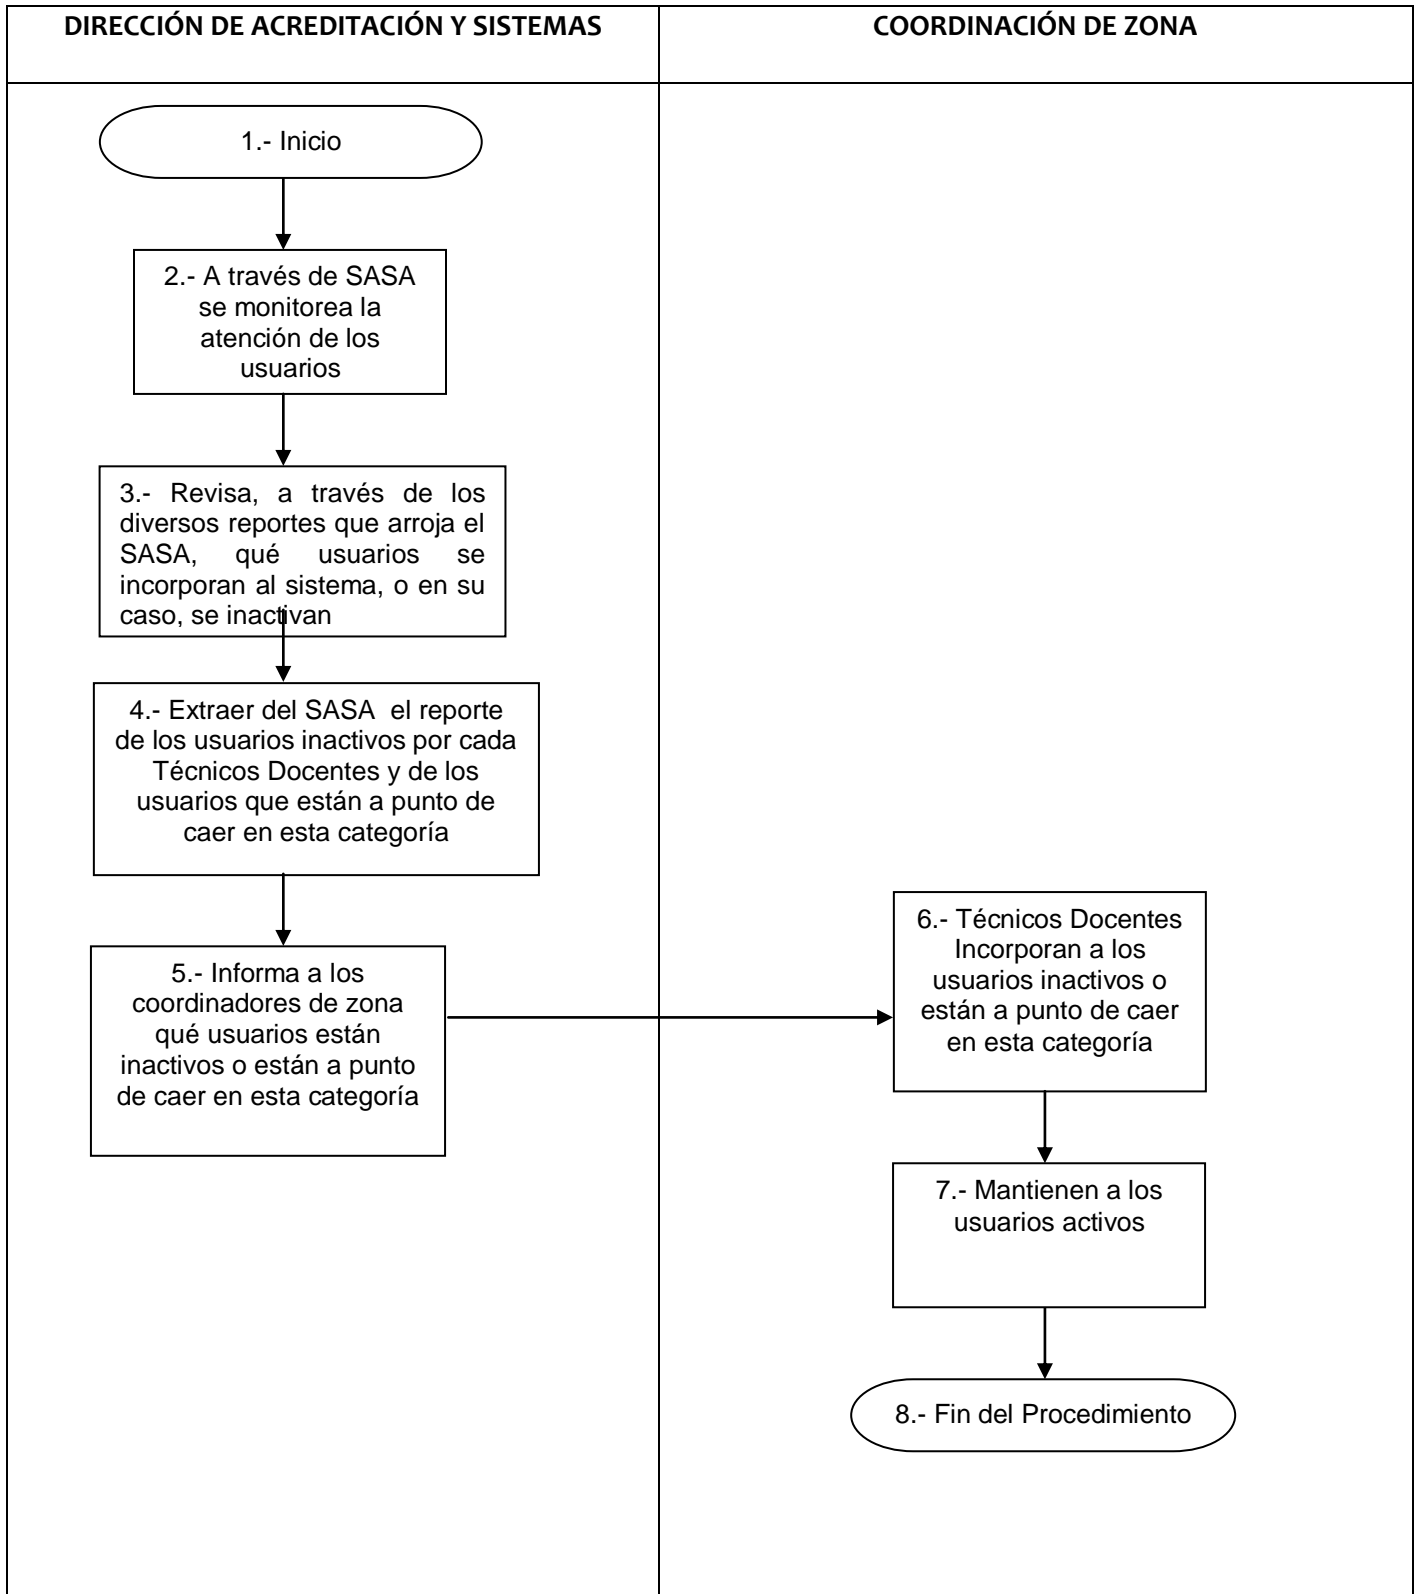 DIRECCIÓN DE ACREDITACIÓN Y SISTEMAS
COORDINACIÓN DE ZONA
1.- Inicio
2.- A través de SASA
se monitorea la
atención de los
usuarios
3.- Revisa, a través de los
diversos reportes que arroja el
SASA, qué usuarios se
incorporan al sistema, o en su
caso, se inactivan
4.- Extraer del SASA  el reporte
de los usuarios inactivos por cada
Técnicos Docentes y de los
usuarios que están a punto de
caer en esta categoría
5.- Informa a los
coordinadores de zona
qué usuarios están
inactivos o están a punto
de caer en esta categoría
6.- Técnicos Docentes
Incorporan a los
usuarios inactivos o
están a punto de caer
en esta categoría
7.- Mantienen a los
usuarios activos
8.- Fin del Procedimiento